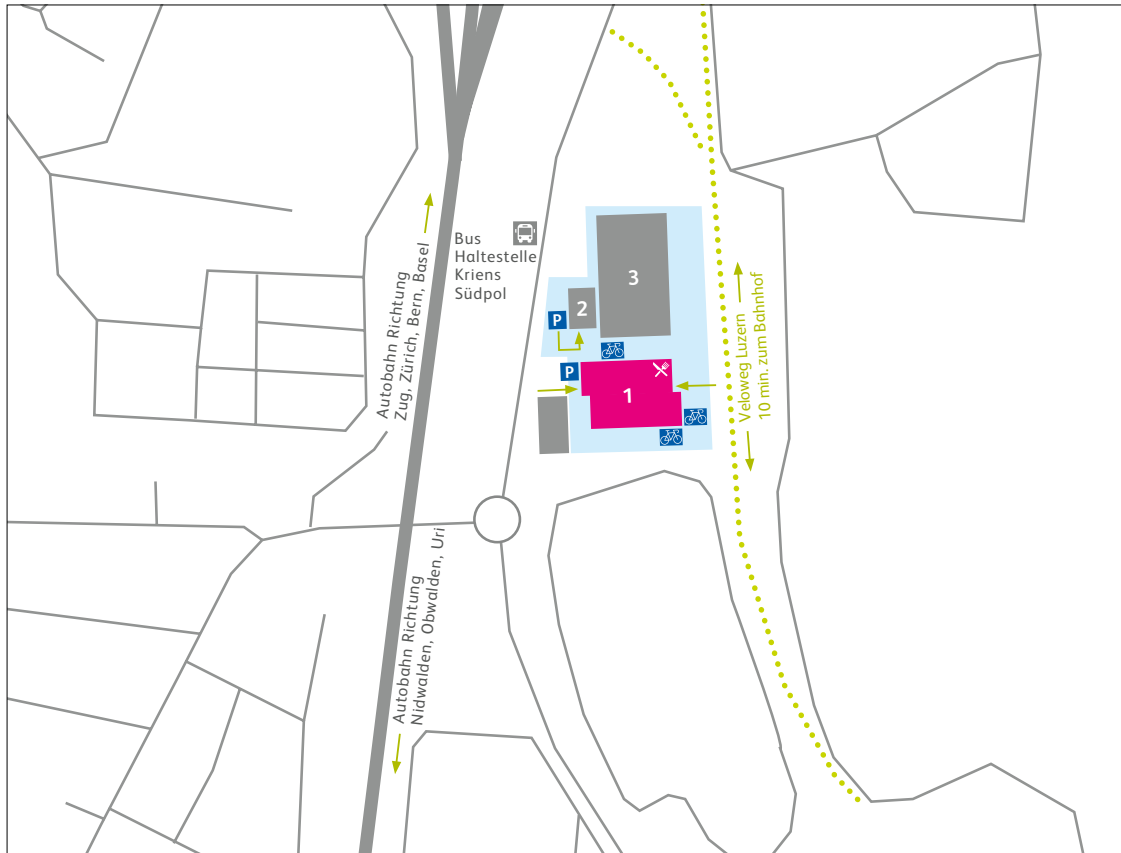 Bus
Haltestelle
Kriens
Südpol
Autobahn Richtung
Zug, Zürich, Bern, Basel
3
2
P
P
1
Veloweg Luzern
10 min. zum Bahnhof
Autobahn Richtung
Nidwalden, Obwalden, Uri